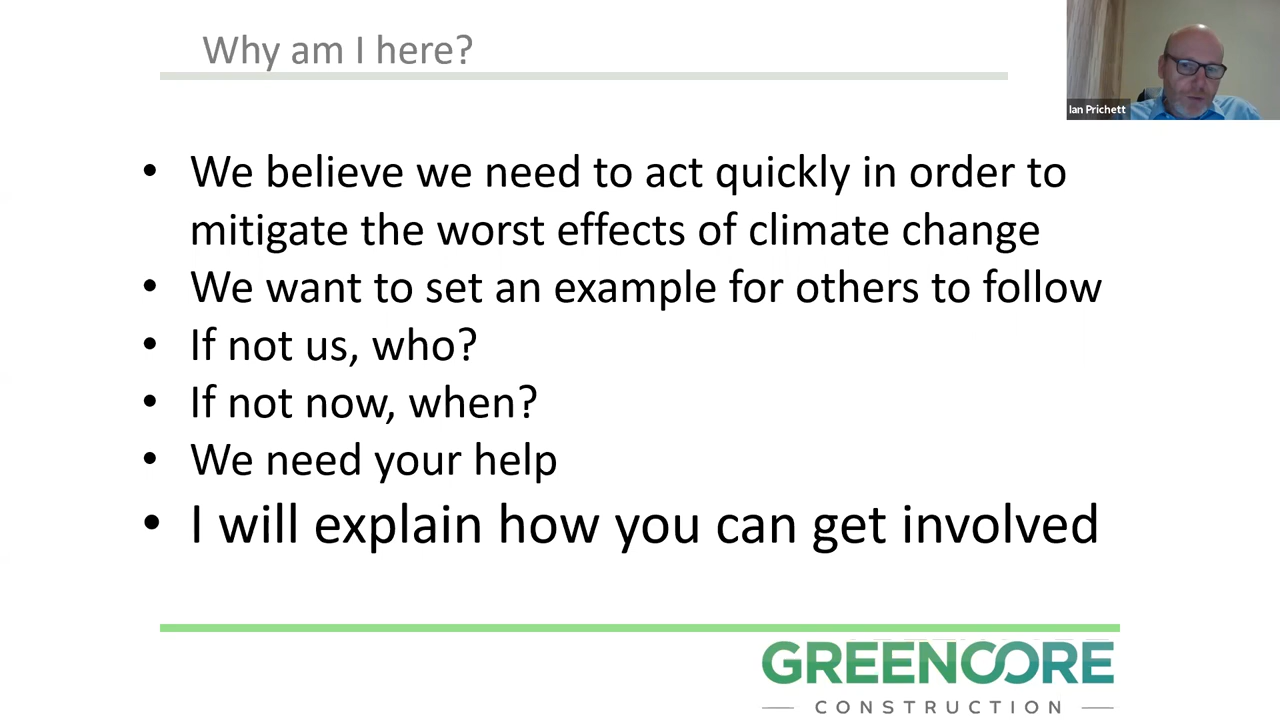 Why am I here?
Ian Prichett
• We believe we need to act quickly in order to
mitigate the worst effects of climate change
• We want to set an example for others to follow
• If not us, who?
• If not now, when?
• We need your help
• I will explain how you can get involved
GREENCORE
CONSTRUCTION